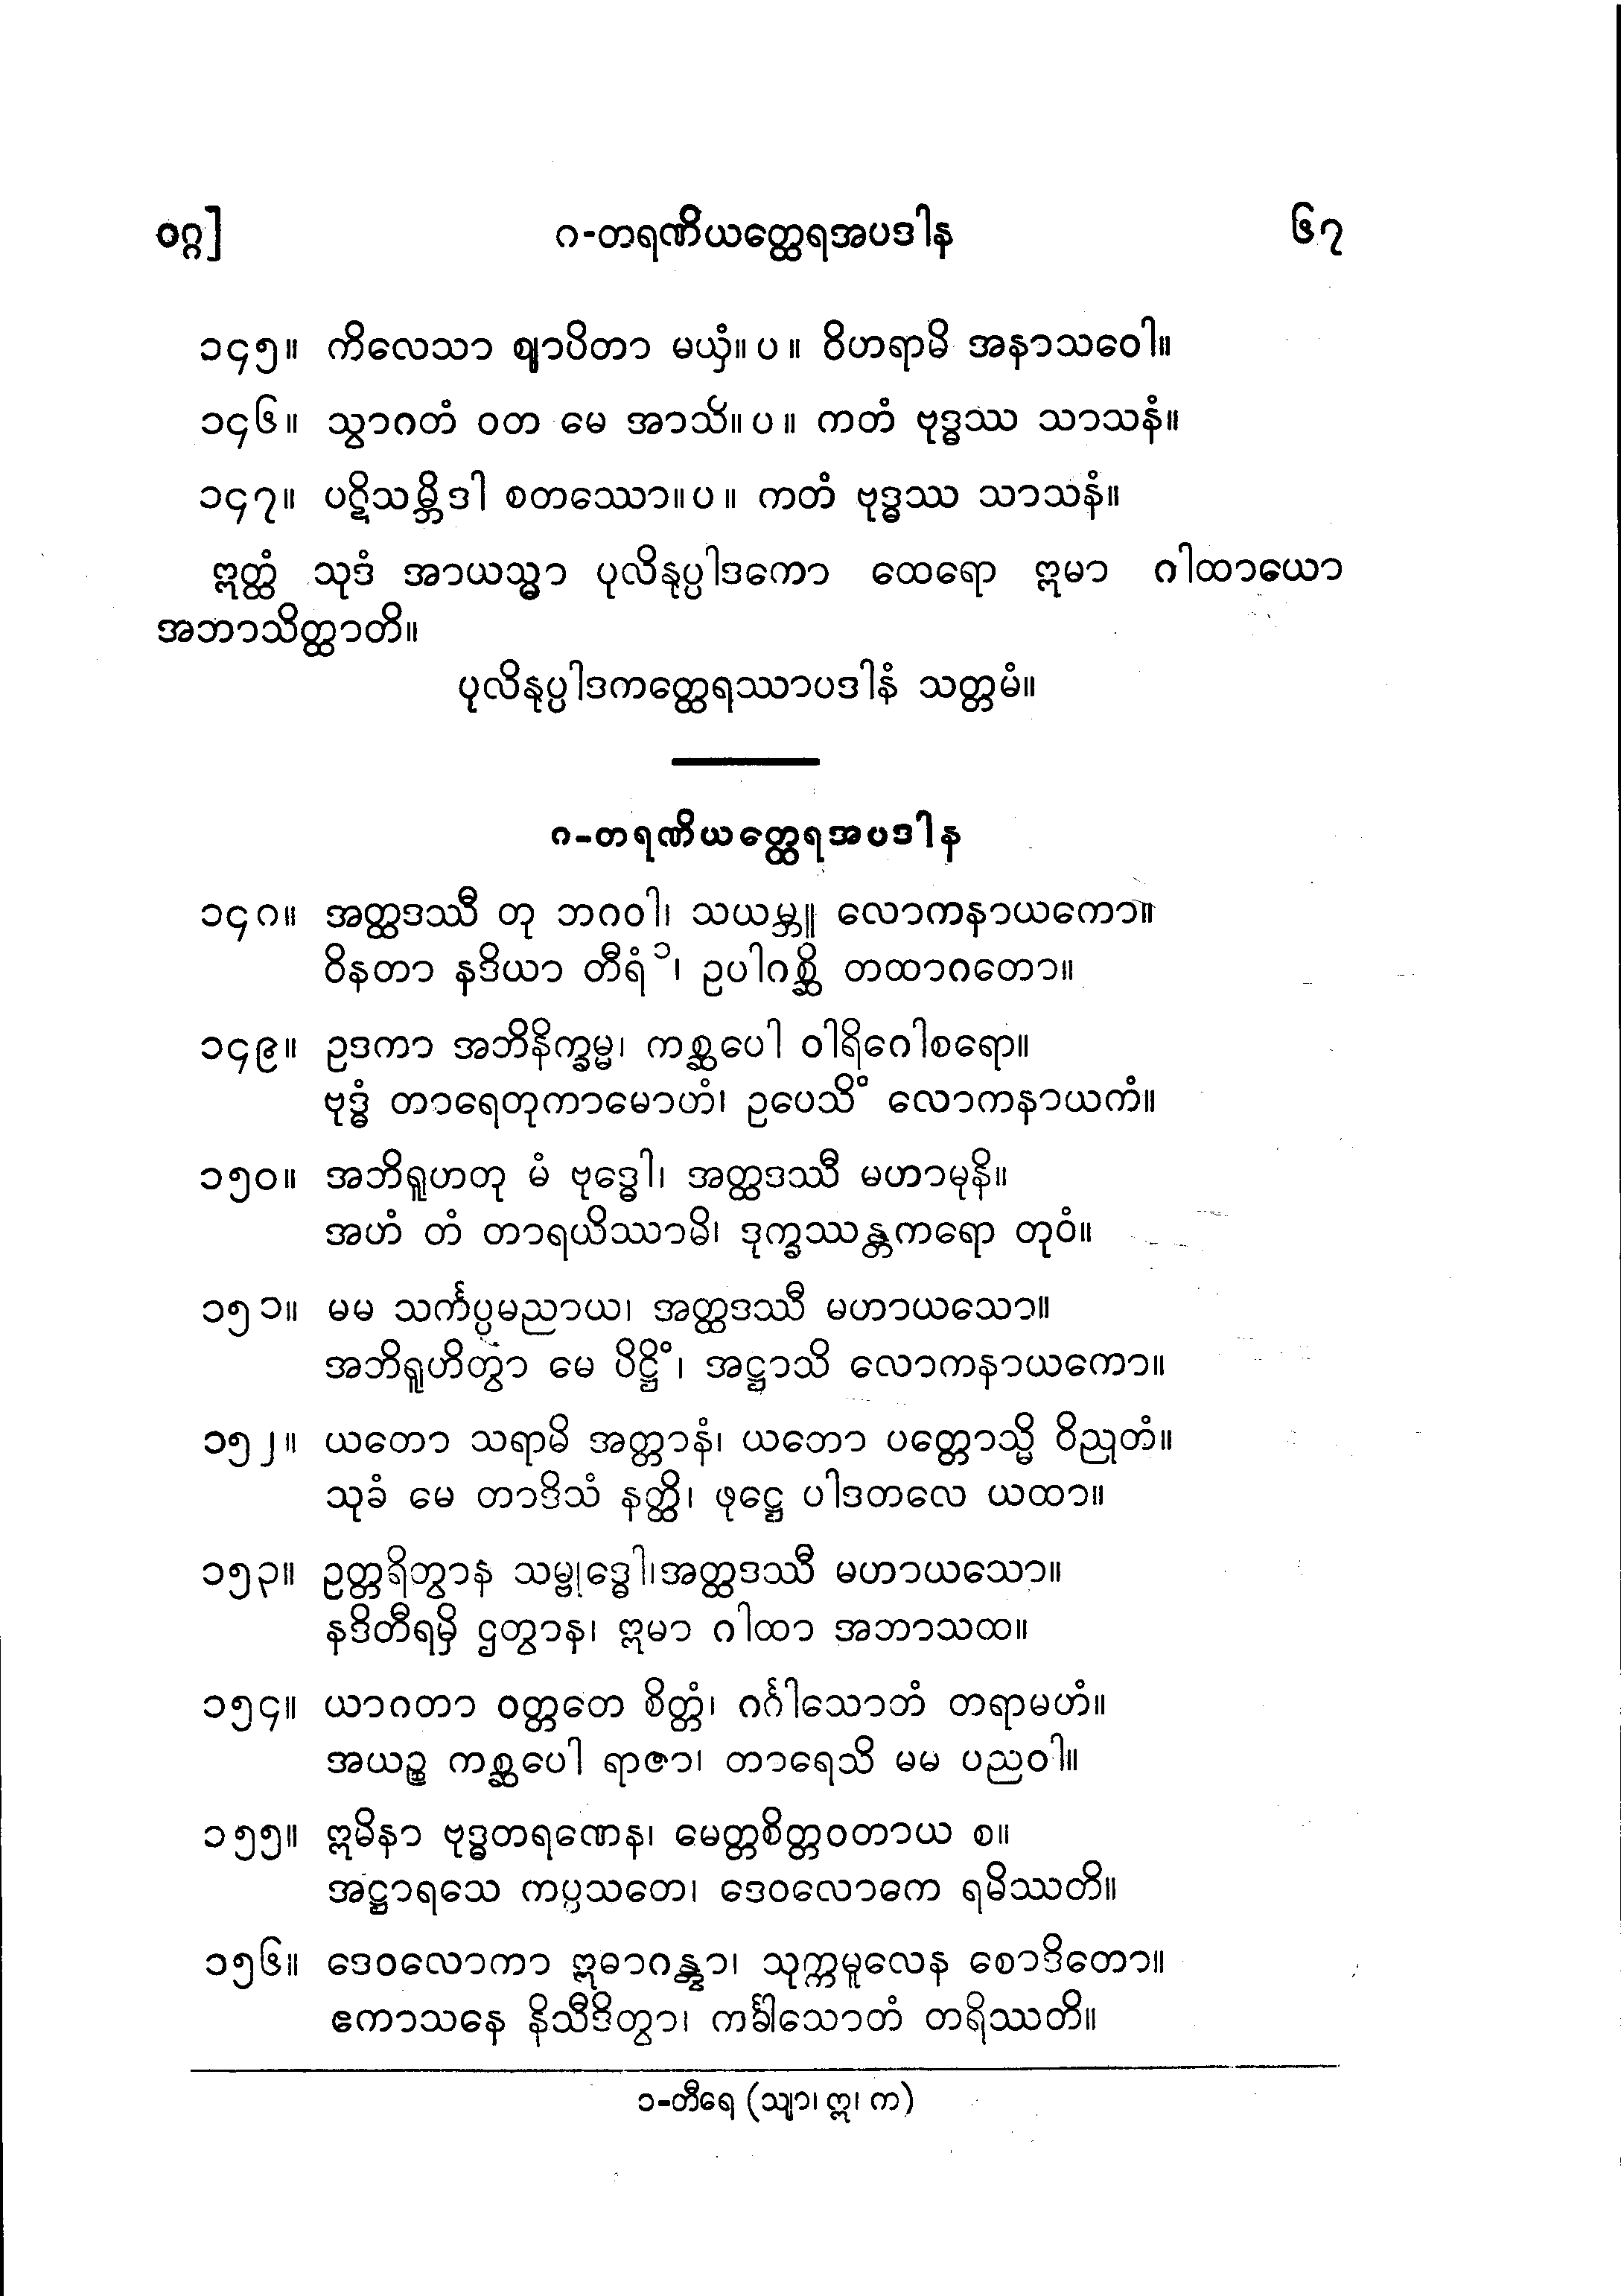 ဝဂ္ဂ] ၈-တရဏိယတ္ထေရအပဒါန ၆၇
၁၄၅။ ကိလေသာ ဈာပိတာ မယှံ။ပ။ ဝိဟရာမိ အနာသဝေါ။
၁၄၆။ သွာဂတံ ဝတ မေ အာသိ။ပ။ ကတံ ဗုဒ္ဓဿ သာသနံ။
၁၄၇။ ပဋိသမ္ဘိဒါ စတဿော။ပ။ ကတံ ဗုဒ္ဓဿ သာသနံ။
ဣတ္ထံ သုဒံ အာယသ္မာ ပုလိနုပ္ပါဒကော ထေရော ဣမာ ဂါထာယော
အဘာသိတ္ထာတိ။
ပုလိနုပ္ပါဒကတ္ထေရဿာပဒါနံ သတ္တမံ။
၈-တရဏိယတ္ထေရအပဒါန
၁၄၈။ အတ္ထဒဿီ တု ဘဂဝါ၊ သယမ္ဘူ လောကနာယကော။
ဝိနတာ နဒိယာ တီရံ ၁၊ ဥပါဂစ္ဆိ တထာဂတော။
၁၄၉။ ဥဒကာ အဘိနိက္ခမ္မ၊ ကစ္ဆပေါ ဝါရိဂေါစရော။
ဗုဒ္ဓံ တာရေတုကာမောဟံ၊ ဥပေသိံ လောကနာယကံ။
၁၅၀။ အဘိရူဟတု မံ ဗုဒ္ဓေါ၊ အတ္ထဒဿီ မဟာမုနိ။
အဟံ တံ တာရယိဿာမိ၊ ဒုက္ခဿန္တကရော တုဝံ။
၁၅၁။ မမ သင်္ကပ္ပမညာယ၊ အတ္ထဒဿီ မဟာယသော။
အဘိရူဟိတွာ မေ ပိဋ္ဌိံ၊ အဋ္ဌာသိ လောကနာယကော။
၁၅၂။ ယတော သရာမိ အတ္တာနံ၊ ယတော ပတ္တောသ္မိ ဝိညုတံ။
သုခံ မေ တာဒိသံ နတ္ထိ၊ ဖုဋ္ဌေ ပါဒတလေ ယထာ။
၁၅၃။ ဥတ္တရိတွာန သမ္ဗုဒ္ဓေါ၊အတ္ထဒဿီ မဟာယသော။
နဒိတီရမှိ ဌတွာန၊ ဣမာ ဂါထာ အဘာသထ။
၁၅၄။ ယာဝတာ ဝတ္တတေ စိတ္တံ၊ ဂင်္ဂါသောတံ တရာမဟံ။
အယဉ္စ ကစ္ဆပေါ ရာဇာ၊ တာရေသိ မမ ပညဝါ။
၁၅၅။ ဣမိနာ ဗုဒ္ဓတရဏေန၊ မေတ္တစိတ္တဝတာယ စ။
အဋ္ဌာရသေ ကပ္ပသတေ၊ ဒေဝလောကေ ရမိဿတိ။
၁၅၆။ ဒေဝလောကာ ဣဓာဂန္တွာ၊ သုက္ကမူလေန စောဒိတော။
ဧကာသနေ နိသီဒိတွာ၊ ကင်္ခါသောတံ တရိဿတိ။
၁-တီရေ (သျာ၊ ဣ၊ က)